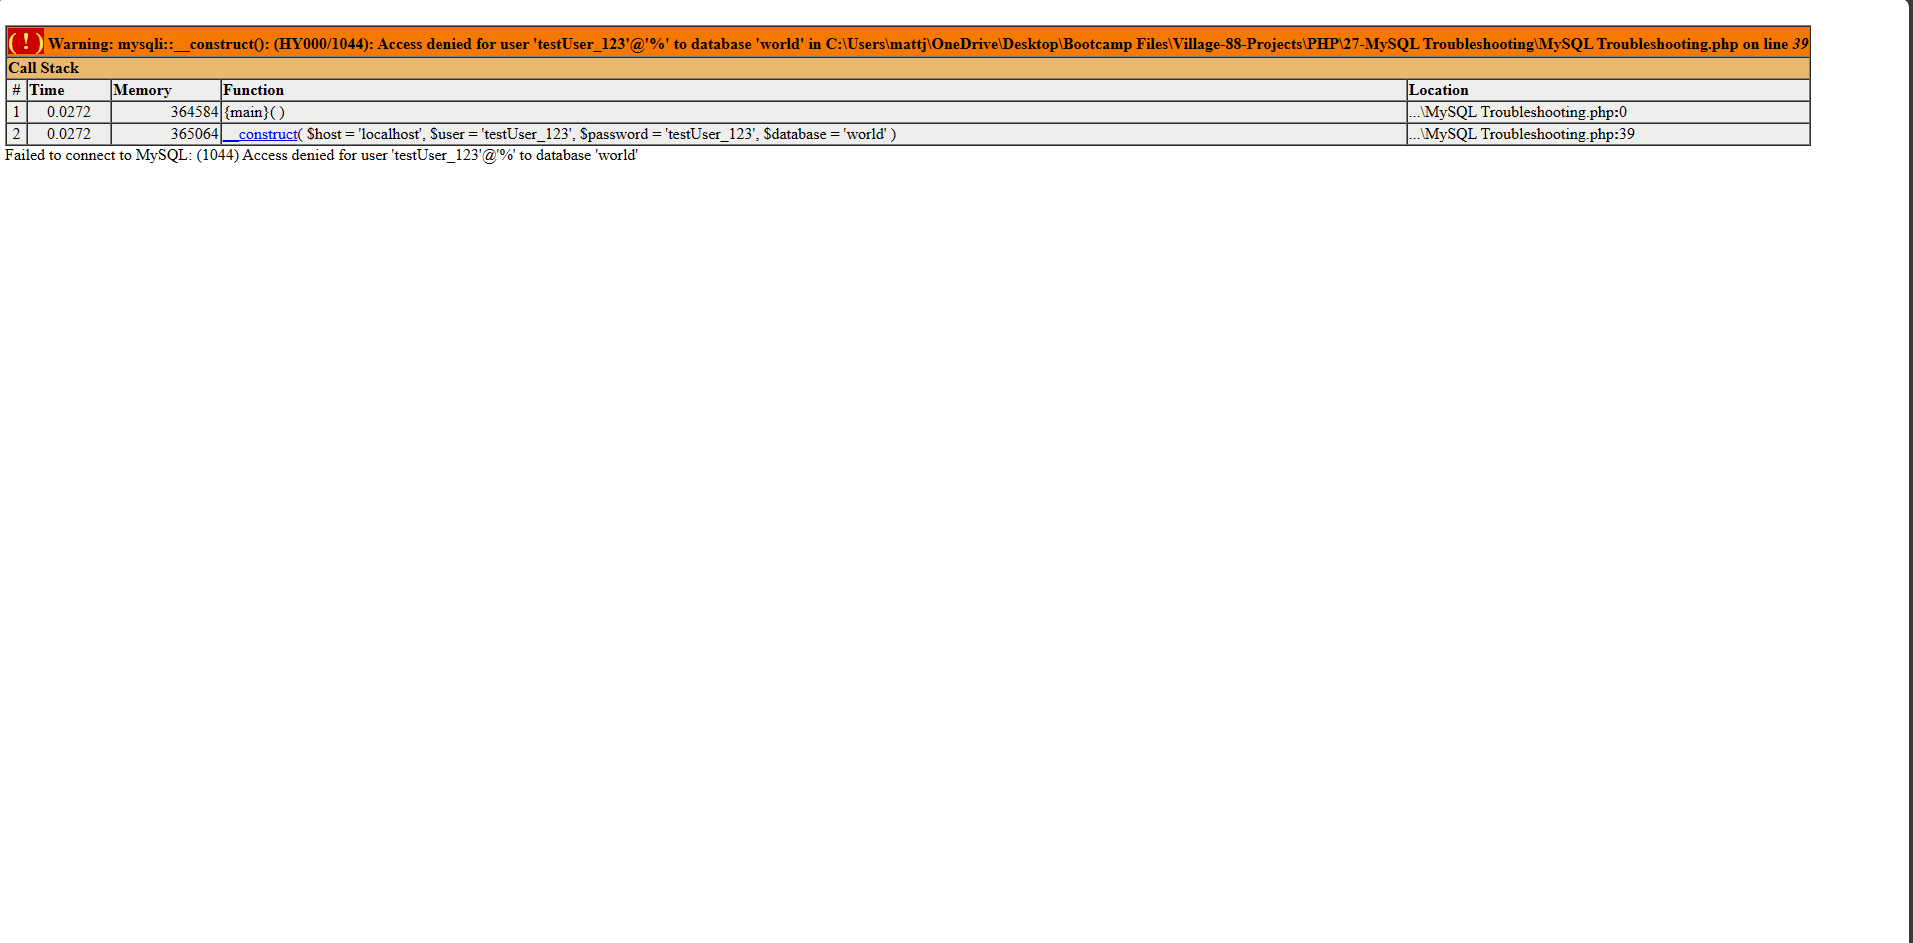 ( ! ) Warning: mysqli::__construct(): (HY000/1044): Access denied for user 'testUser_123'@'%' to database 'world' in C:\Users\mattj\OneDrive\Desktop\Bootcamp Files\Village-88-Projects\PHP\27-MySQL Troubleshooting\MySQL Troubleshooting.php on line 39
Call Stack
# Time Memory Function Location
1 0.0272 364584 {main}( ) ...\MySQL Troubleshooting.php:0
2 0.0272 365064 __construct( $host = 'localhost', $user = 'testUser_123', $password = 'testUser_123', $database = 'world' ) ...\MySQL Troubleshooting.php:39
Failed to connect to MySQL: (1044) Access denied for user 'testUser_123'@'%' to database 'world'